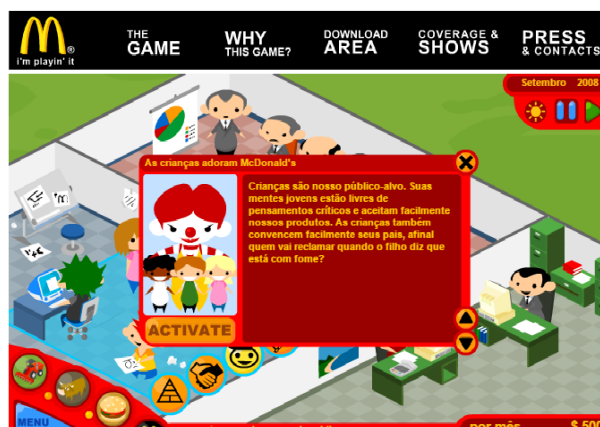 THE
GAME
WHY
THIS GAME?
DOWNLOAD
AREA
COVERAGE &
SHOWS
PRESS
& CONTACTS
®
i'm playin' it
Setembro 2008
As crianças adoram McDonald's
Crianças são nosso público-alvo. Suas
mentes jovens estão livres de
pensamentos críticos e aceitam facilmente
nossos produtos. As crianças também
convencem facilmente seus pais, afinal
quem vai reclamar quando o filho diz que
está com fome?
ACTIVATE
MENU
por mês $ 500